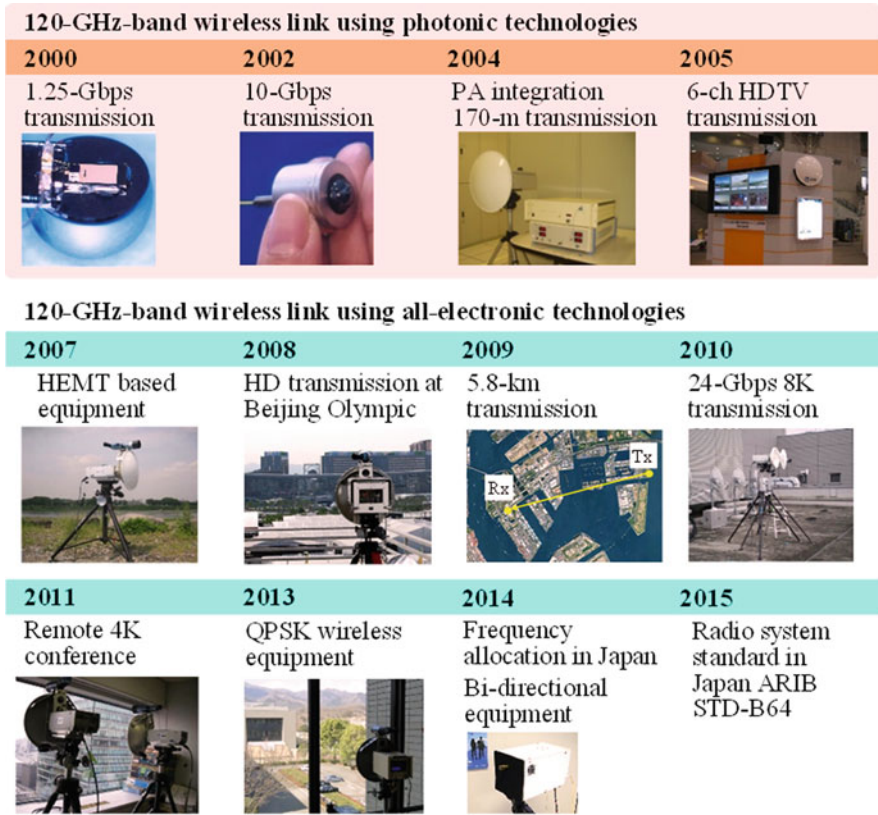 120-GHz-band wireless link using photonic technologies
2000
2002
2004
2005
1.25-Gbps
transmission
10-Gbps
transmission
PA integration
170-m transmission
6-ch HDTV
transmission
120-GHz-band wireless link using all-electronic technologies
2007
2008
2009
2010
HEMT based
equipment
HD transmission at
Beijing Olympic
5.8-km
transmission
24-Gbps 8K
transmission
Tx
Rx
2011
2013
2014
2015
Remote 4K
conference
QPSK wireless
equipment
Frequency
allocation in Japan
Bi-directional
equipment
Radio system
standard in
Japan ARIB
STD-B64